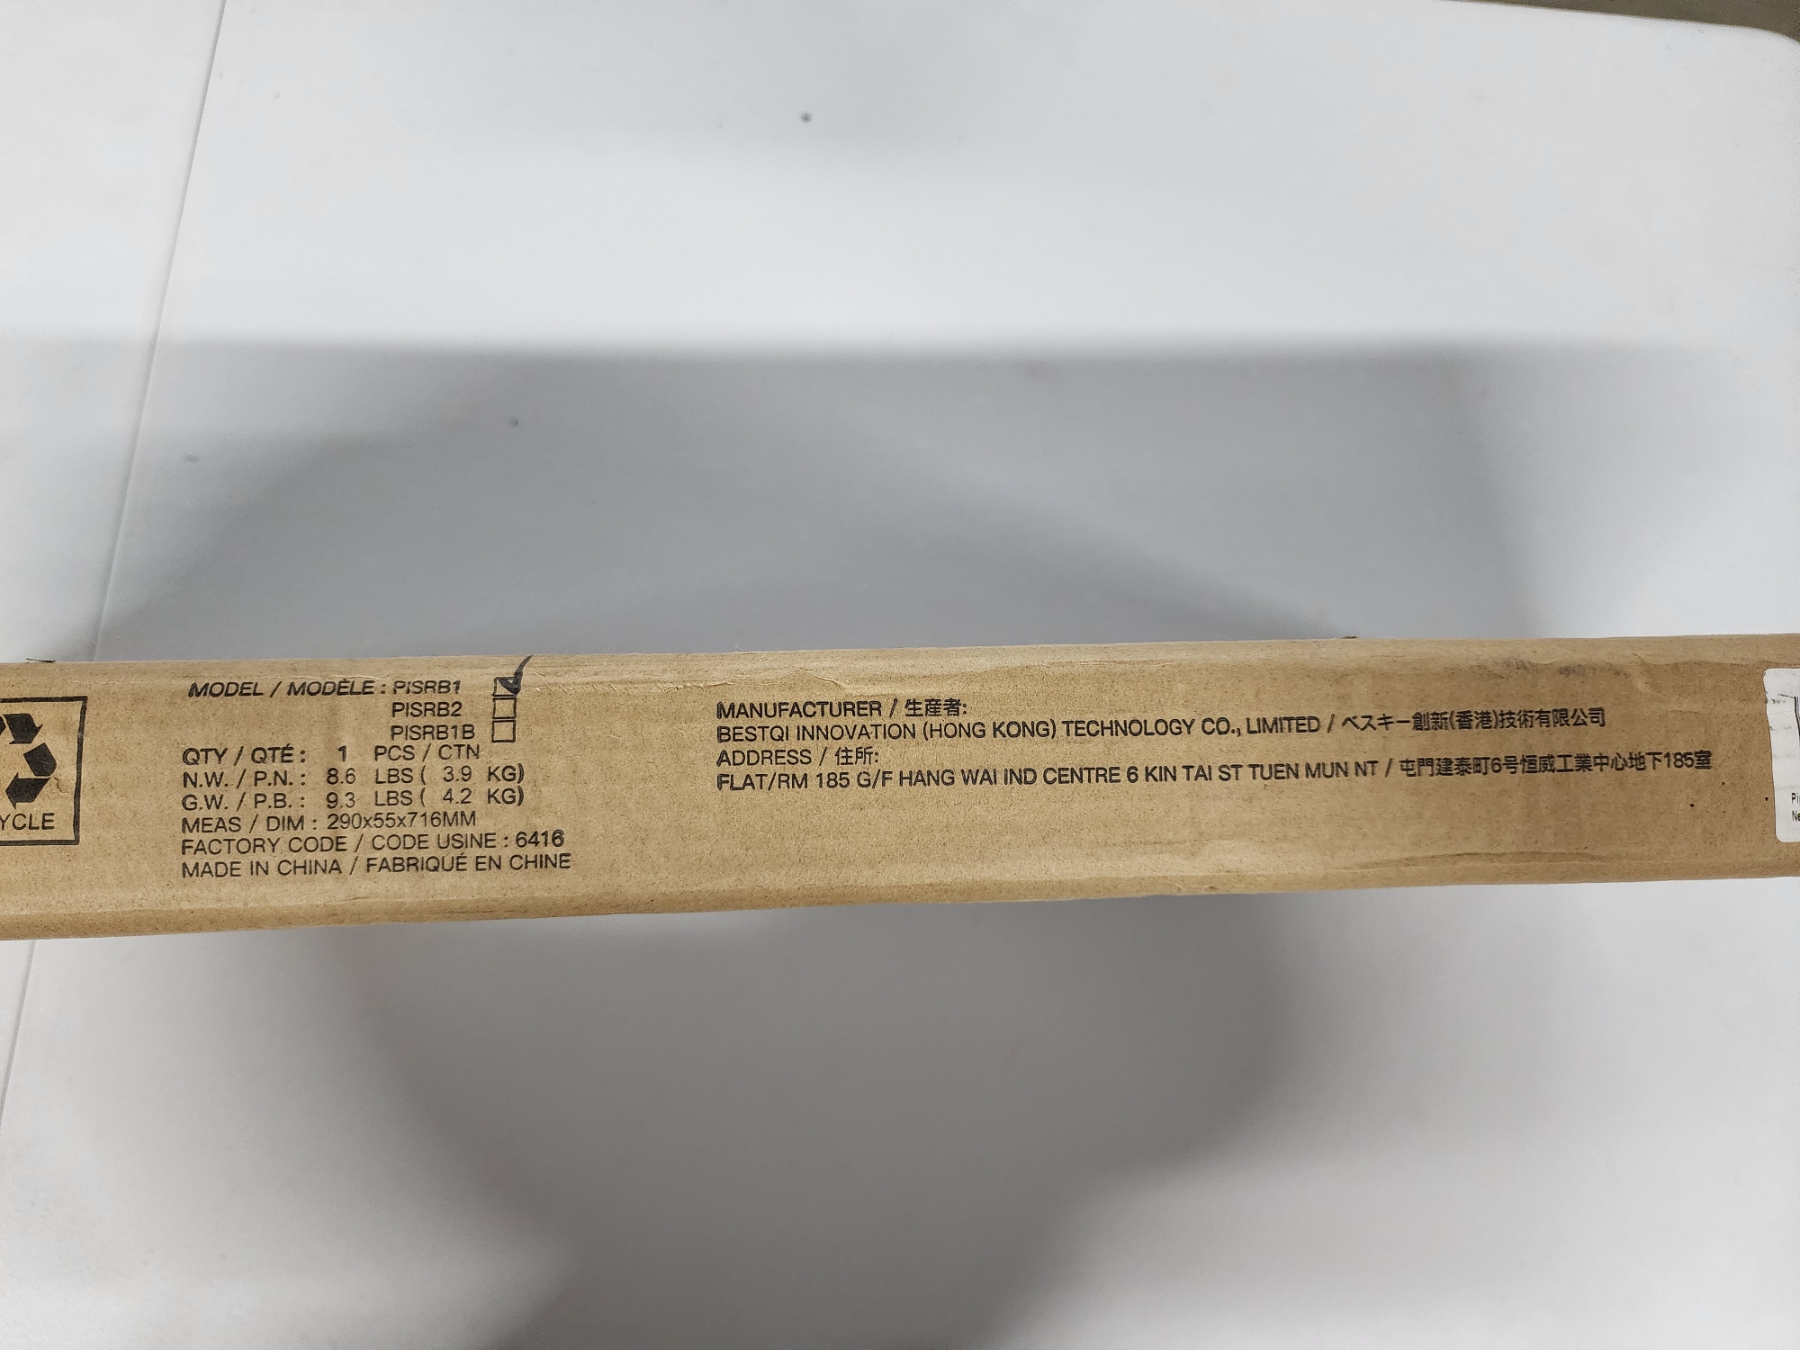 YCLE
MODEL / MODÈLE : PISRB1
PISRB2
PISRB1B
QTY / QTÉ : 1 PCS / CTN
N.W. / P.N. : 8.6 LBS ( 3.9 KG)
G.W. / P.B. : 9.3 LBS ( 4.2 KG)
MEAS / DIM : 290x55x716MM
FACTORY CODE / CODE USINE : 6416
MADE IN CHINA / FABRIQUÉ EN CHINE
MANUFACTURER / 生産者:
BESTQI INNOVATION (HONG KONG) TECHNOLOGY CO., LIMITED / ベスキー創新(香港)技術有限公司
ADDRESS / 住所:
FLAT/RM 185 G/F HANG WAI IND CENTRE 6 KIN TAI ST TUEN MUN NT / 屯門建泰町6号恒威工業中心地下185室